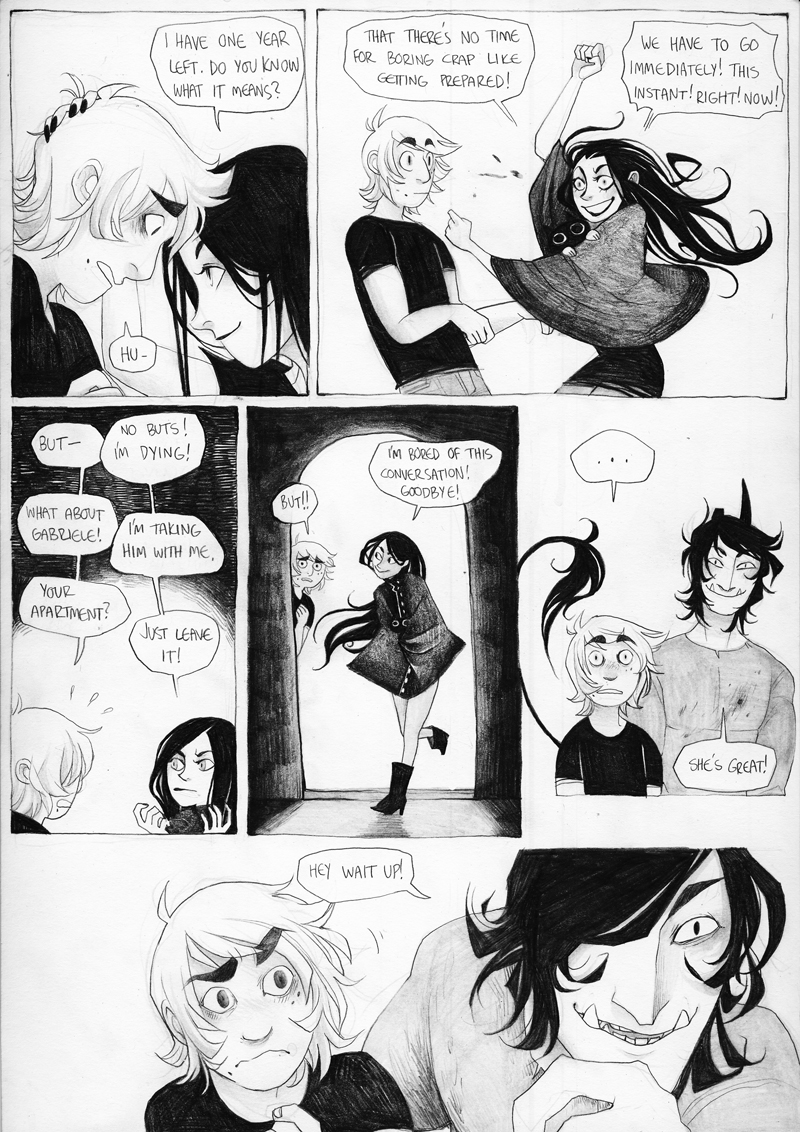 I HAVE ONE YEAR
LEFT. DO YOU KNOW
WHAT IT MEANS?
HU-
THAT THERE'S NO TIME
FOR BORING CRAP LIKE
GETTING PREPARED!
WE HAVE TO GO
IMMEDIATELY! THIS
INSTANT! RIGHT! NOW!
BUT—
NO BUTS!
I'M DYING!
WHAT ABOUT
GABRIELE!
I'M TAKING
HIM WITH ME.
YOUR
APARTMENT?
JUST LEAVE
IT!
I'M BORED OF THIS
CONVERSATION!
GOODBYE!
BUT!!
...
SHE'S GREAT!
HEY WAIT UP!